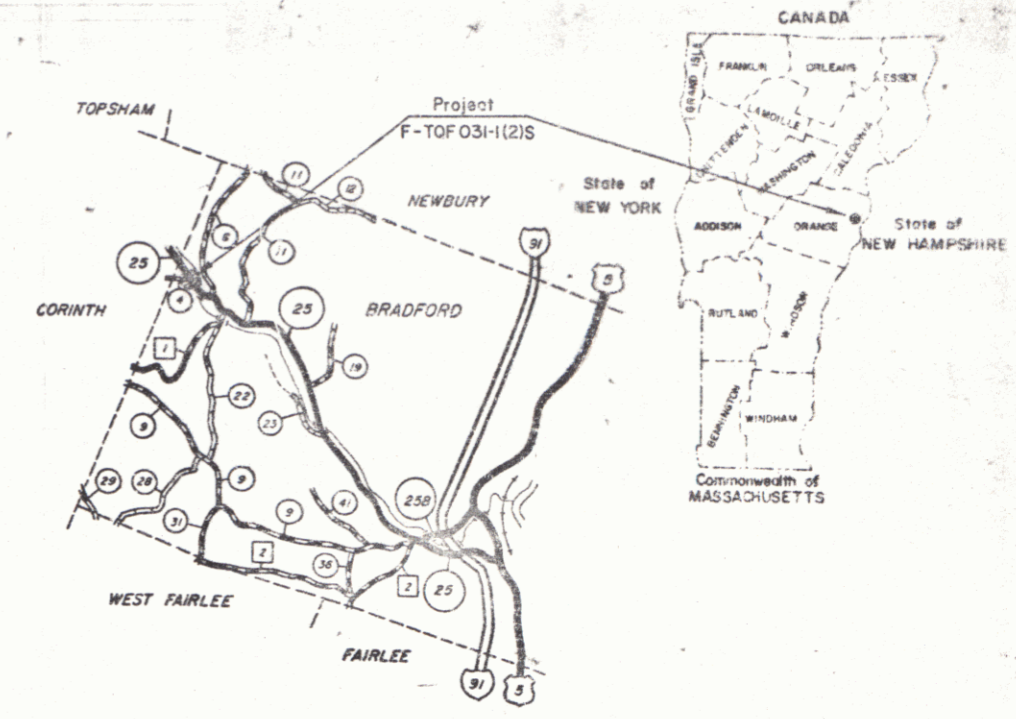 CANADA
GRAND ISLE
FRANKLIN
ORLEANS
ESSEX
LAMOILLE
CHITTENDEN
WASHINGTON
CALEDONIA
ADDISON
ORANGE
RUTLAND
WINDSOR
BENNINGTON
WINDHAM
State of
NEW YORK
State of
NEW HAMPSHIRE
Commonwealth of
MASSACHUSETTS
Project
F-TQF 031-1(2)S
TOPSHAM
NEWBURY
CORINTH
BRADFORD
WEST FAIRLEE
FAIRLEE
11
12
6
11
25
4
25
1
19
22
23
9
29
28
9
31
9
41
2
36
2
25B
25
91
5
91
5